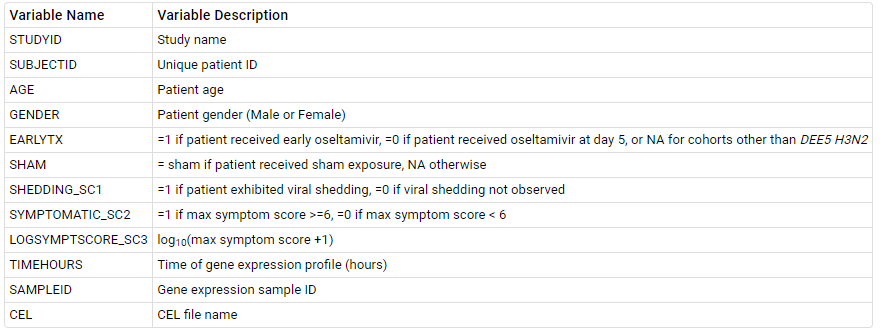 Variable Name Variable Description
STUDYID Study name
SUBJECTID Unique patient ID
AGE Patient age
GENDER Patient gender (Male or Female)
EARLYTX =1 if patient received early oseltamivir, =0 if patient received oseltamivir at day 5, or NA for cohorts other than DEE5 H3N2
SHAM = sham if patient received sham exposure, NA otherwise
SHEDDING_SC1 =1 if patient exhibited viral shedding, =0 if viral shedding not observed
SYMPTOMATIC_SC2 =1 if max symptom score >=6, =0 if max symptom score < 6
LOGSYMPTSCORE_SC3 log10(max symptom score +1)
TIMEHOURS Time of gene expression profile (hours)
SAMPLEID Gene expression sample ID
CEL CEL file name